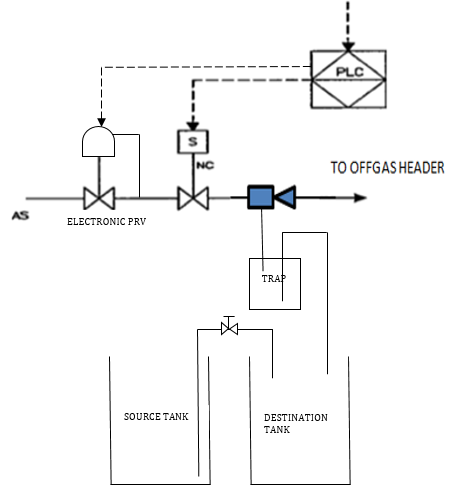 PLC
S
NC
TO OFFGAS HEADER
AS
ELECTRONIC PRV
TRAP
SOURCE TANK
DESTINATION
TANK